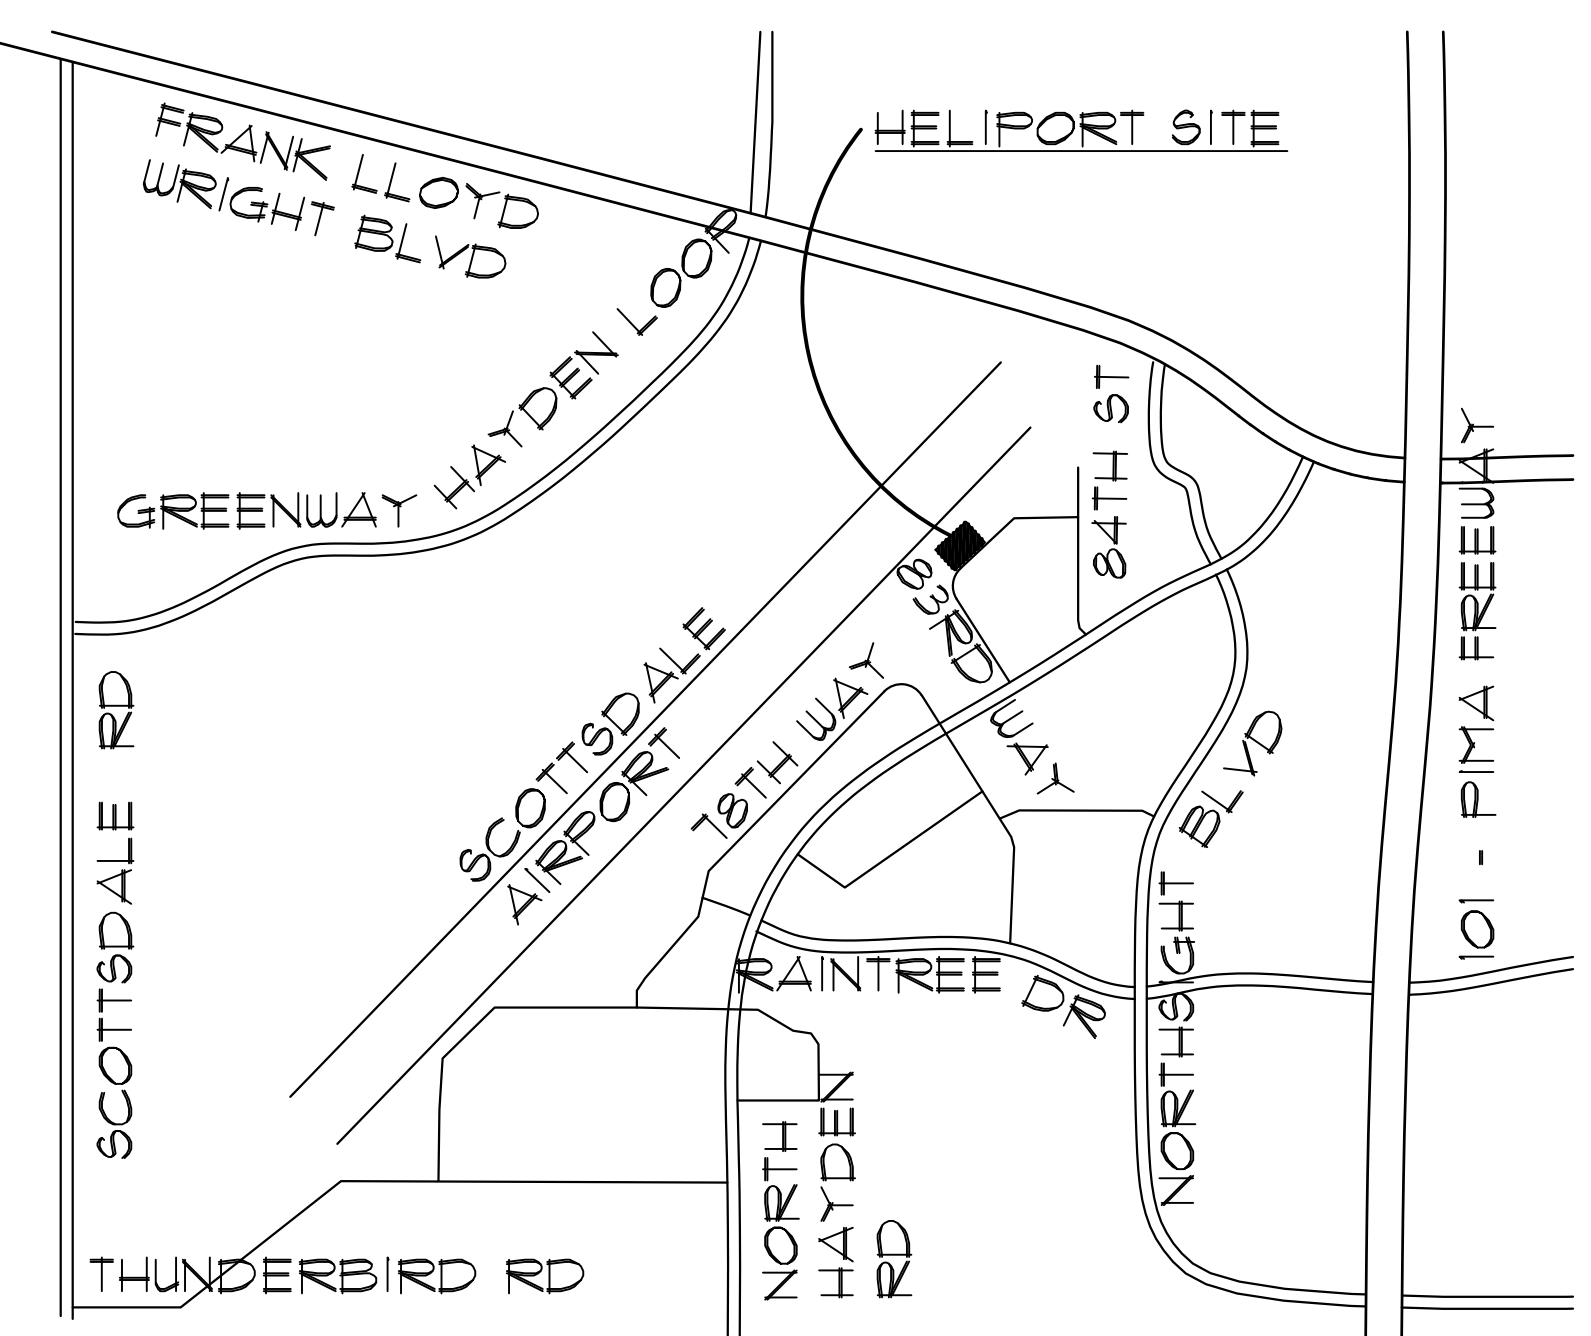 HELIPORT SITE
FRANK LLOYD
WRIGHT BLVD
GREENWAY HAYDEN LOOP
84TH ST
83RD WAY
101 - PIMA FREEWAY
SCOTTSDALE RD
SCOTTSDALE
AIRPORT
78TH WAY
NORTHSIGHT BLVD
RAINTREE DR
NORTH
HAYDEN
RD
THUNDERBIRD RD